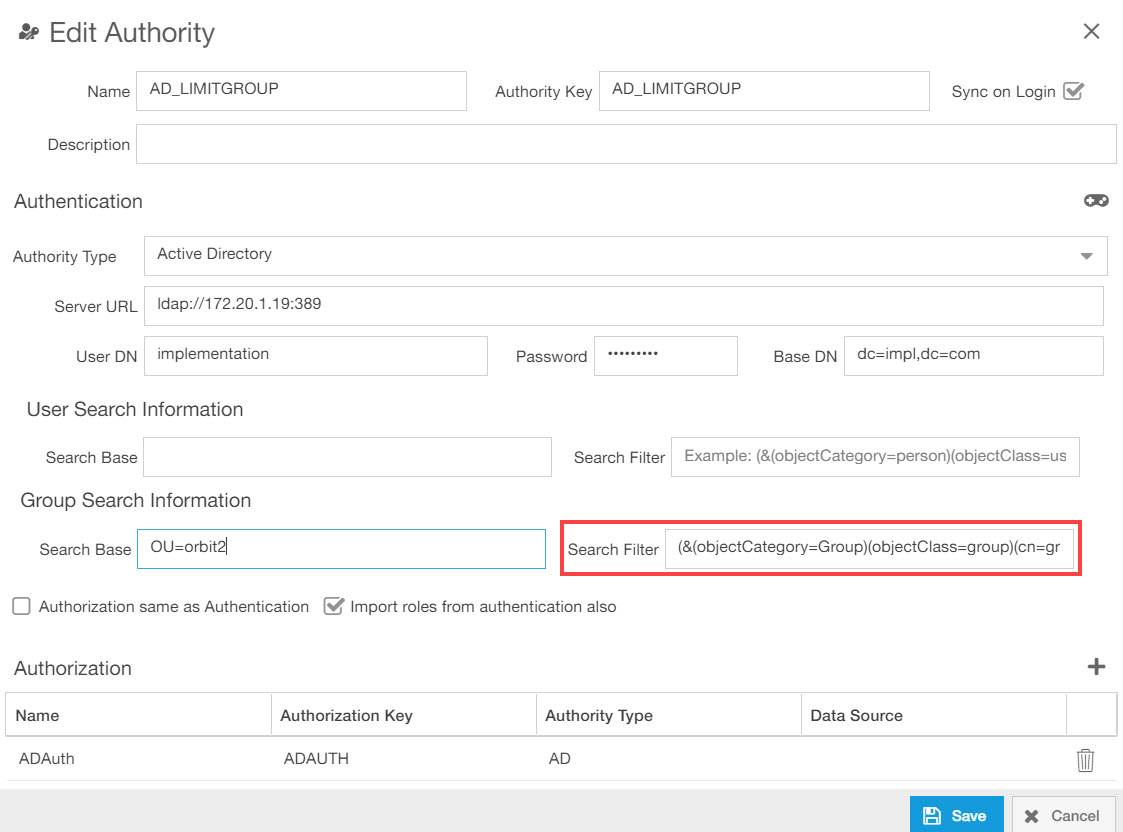 Edit Authority
Name AD_LIMITGROUP Authority Key AD_LIMITGROUP Sync on Login
Description
Authentication
Authority Type Active Directory
Server URL ldap://172.20.1.19:389
User DN implementation Password ••••••••• Base DN dc=impl,dc=com
User Search Information
Search Base Search Filter Example: (&(objectCategory=person)(objectClass=us
Group Search Information
Search Base OU=orbit2 Search Filter (&(objectCategory=Group)(objectClass=group)(cn=gr
Authorization same as Authentication Import roles from authentication also
Authorization
Name Authorization Key Authority Type Data Source
ADAuth ADAUTH AD
Save Cancel